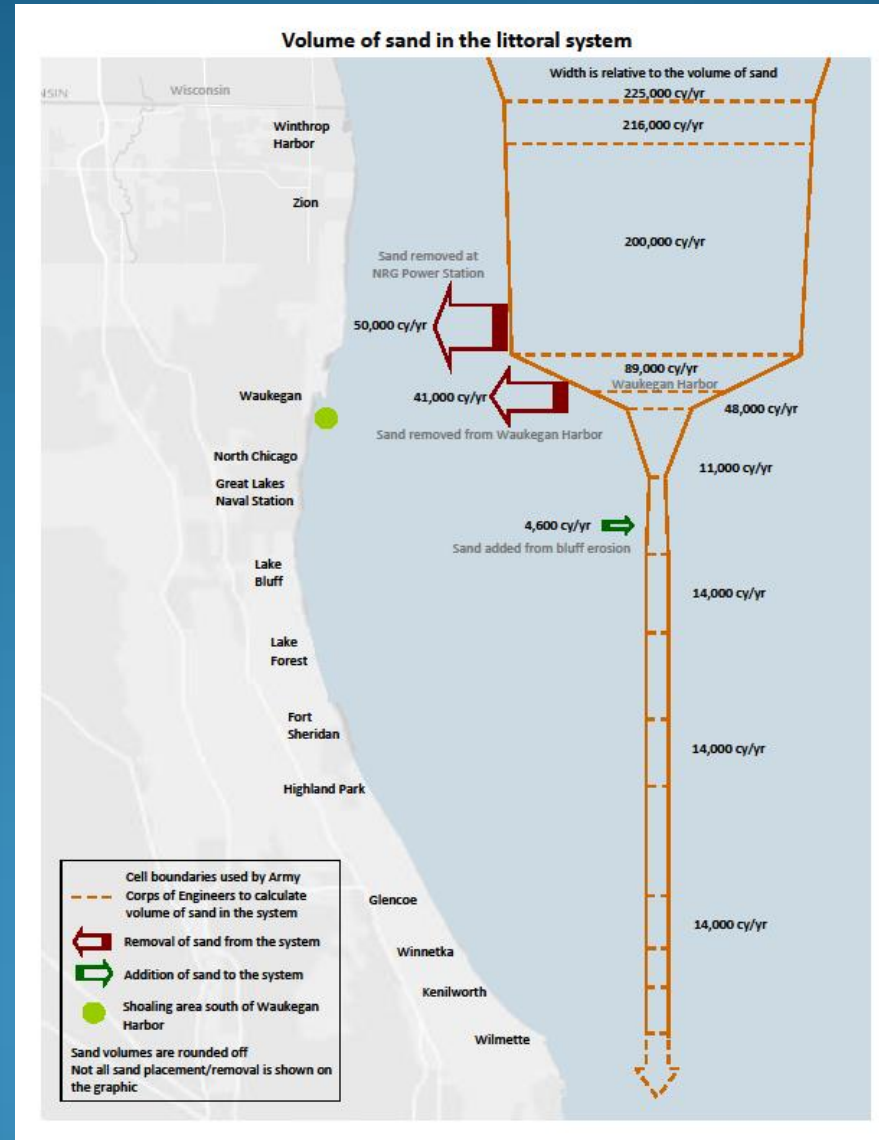 Volume of sand in the littoral system
Width is relative to the volume of sand
225,000 cy/yr
NSIN
Wisconsin
216,000 cy/yr
Winthrop
Harbor
Zion
200,000 cy/yr
Sand removed at
NRG Power Station
50,000 cy/yr
89,000 cy/yr
Waukegan Harbor
Waukegan
41,000 cy/yr
48,000 cy/yr
Sand removed from Waukegan Harbor
North Chicago
11,000 cy/yr
Great Lakes
Naval Station
4,600 cy/yr
Sand added from bluff erosion
Lake
Bluff
14,000 cy/yr
Lake
Forest
Fort
Sheridan
14,000 cy/yr
Highland Park
Cell boundaries used by Army
Corps of Engineers to calculate
volume of sand in the system
Removal of sand from the system
Addition of sand to the system
Shoaling area south of Waukegan
Harbor
Sand volumes are rounded off
Not all sand placement/removal is shown on
the graphic
Glencoe
14,000 cy/yr
Winnetka
Kenilworth
Wilmette